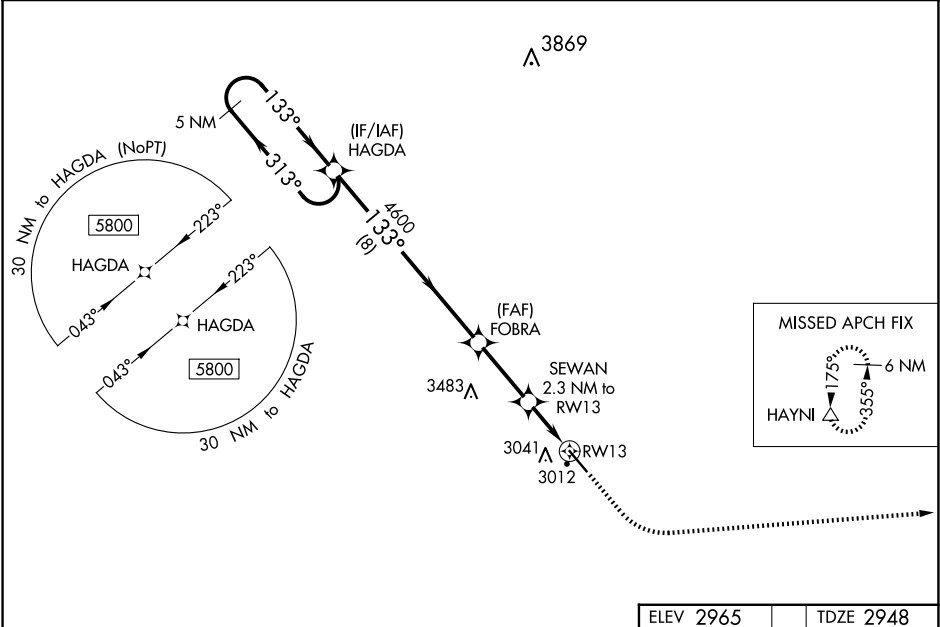 3869
5 NM
133°
313°
(IF/IAF)
HAGDA
4600
133°
(8)
30 NM to HAGDA (NoPT)
5800
223°
HAGDA
043°
223°
HAGDA
043°
5800
30 NM to HAGDA
(FAF)
FOBRA
3483
SEWAN
2.3 NM to
RW13
3041
RW13
3012
MISSED APCH FIX
175°
6 NM
HAYNI
355°
ELEV 2965
TDZE 2948